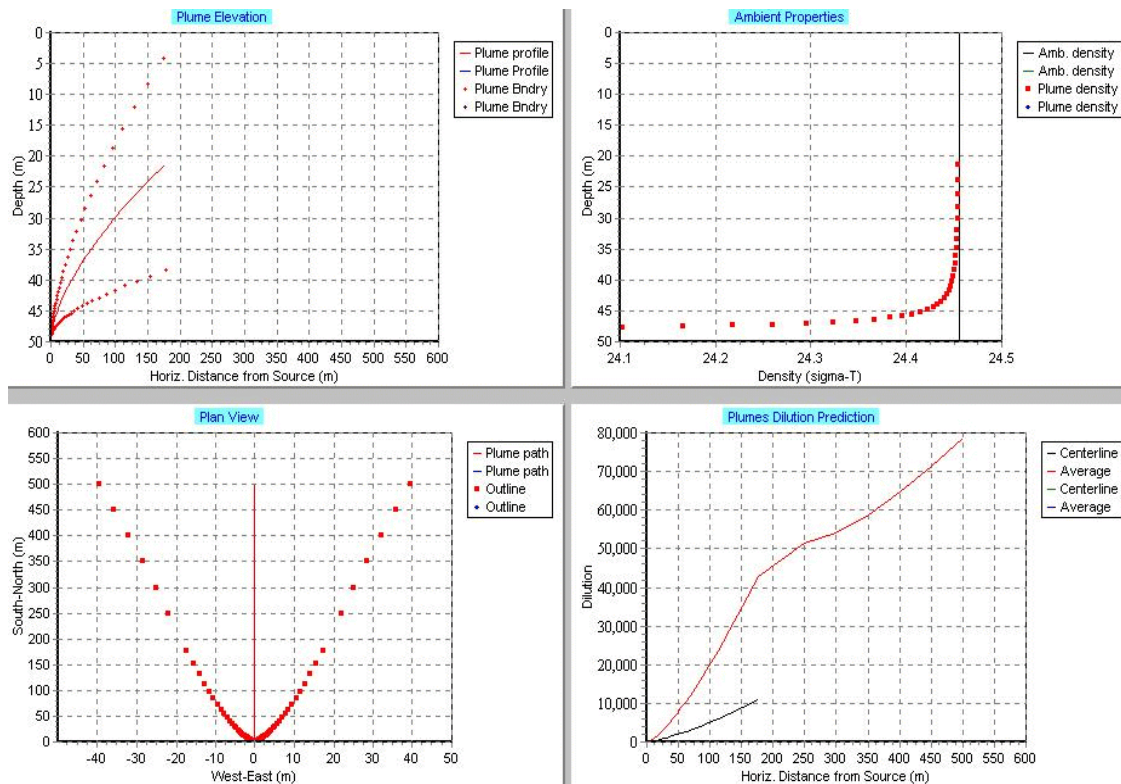 Plume Elevation
0
5
10
15
20
25
30
35
40
45
50
Depth (m)
0 50 100 150 200 250 300 350 400 450 500 550 600
Horiz. Distance from Source (m)
Plume profile
Plume Profile
Plume Bndry
Plume Bndry
Ambient Properties
0
5
10
15
20
25
30
35
40
45
50
Depth (m)
24.1 24.2 24.3 24.4 24.5
Density (sigma-T)
Amb. density
Amb. density
Plume density
Plume density
Plan View
600
550
500
450
400
350
300
250
200
150
100
50
0
South-North (m)
-40 -30 -20 -10 0 10 20 30 40 50
West-East (m)
Plume path
Plume path
Outline
Outline
Plumes Dilution Prediction
80,000
70,000
60,000
50,000
40,000
30,000
20,000
10,000
0
Dilution
0 50 100 150 200 250 300 350 400 450 500 550 600
Horiz. Distance from Source (m)
Centerline
Average
Centerline
Average